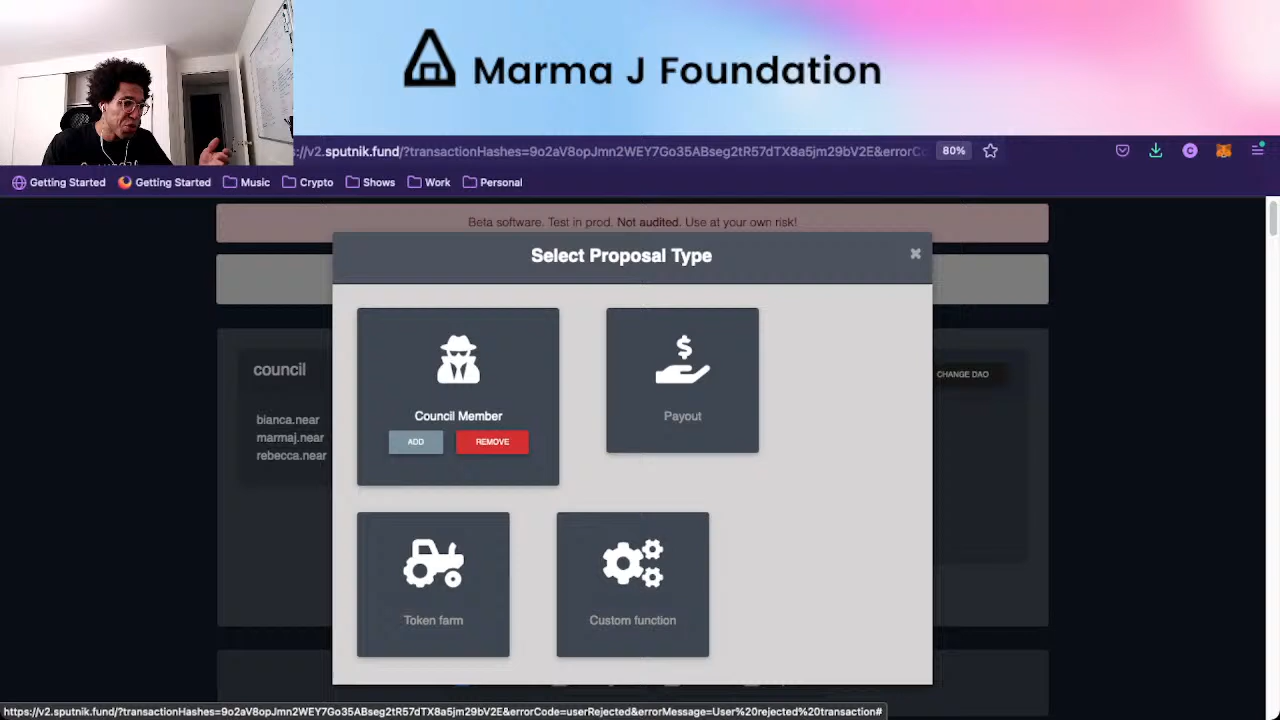 Marma J Foundation
://v2.sputnik.fund/?transactionHashes=9o2aV8opJmn2WEY7Go35ABseg2tR57dTX8a5jm29bV2E&errorC
80%
Getting Started
Getting Started
Music
Crypto
Shows
Work
Personal
Beta software. Test in prod. Not audited. Use at your own risk!
Select Proposal Type
×
council
bianca.near
marmaj.near
rebecca.near
CHANGE DAO
Council Member
ADD
REMOVE
Payout
Token farm
Custom function
https://v2.sputnik.fund/?transactionHashes=9o2aV8opJmn2WEY7Go35ABseg2tR57dTX8a5jm29bV2E&errorCode=userRejected&errorMessage=User%20rejected%20transaction#